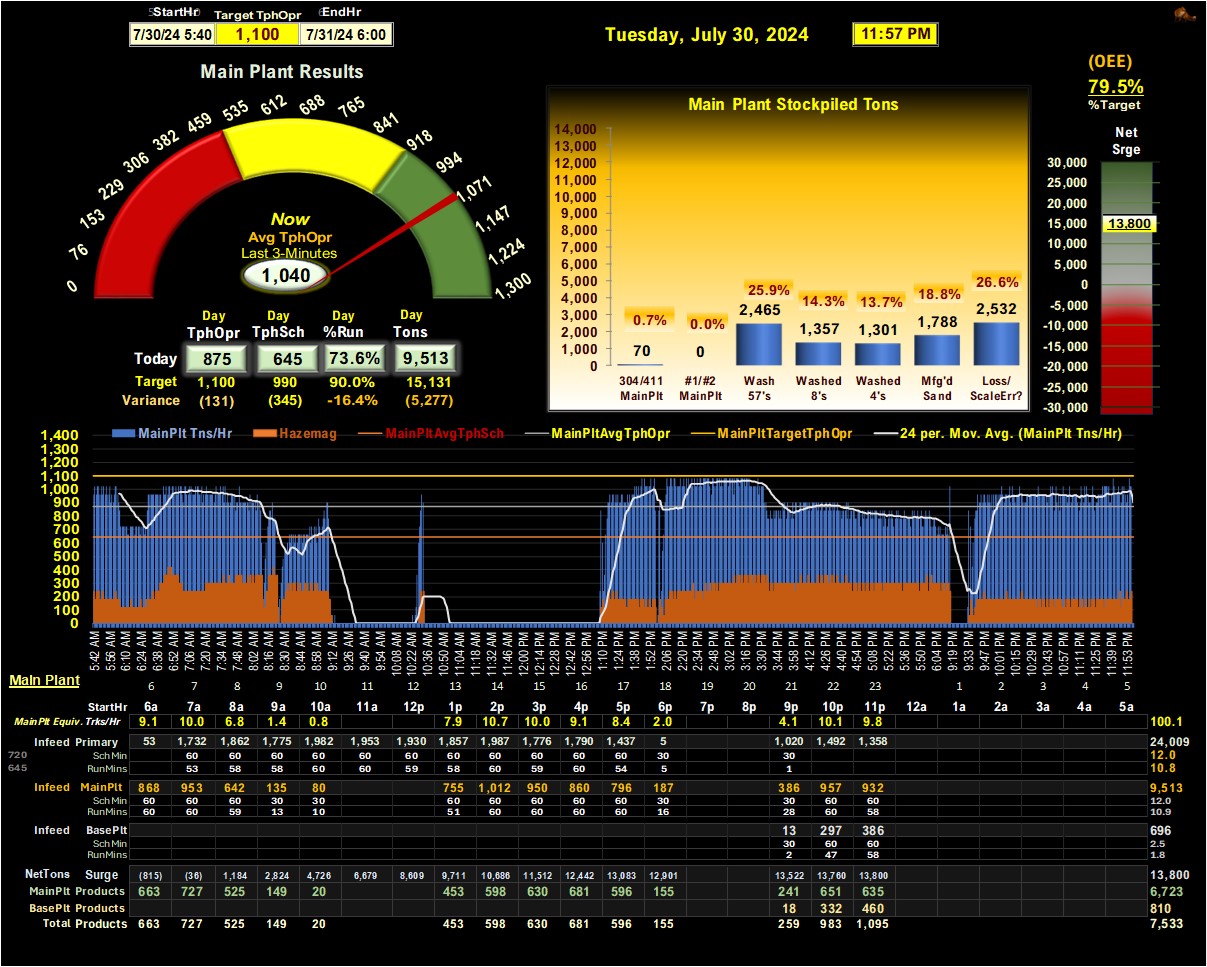 StartHr Target TphOpr EndHr
7/30/24 5:40 1,100 7/31/24 6:00
Tuesday, July 30, 2024 11:57 PM
(OEE)
79.5%
%Target
Main Plant Results
0 76 153 229 306 382 459 535 612 688 765 841 918 994 1,071 1,147 1,224 1,300
Now
Avg TphOpr
Last 3-Minutes
1,040
Day Day Day Day
TphOpr TphSch %Run Tons
Today 875 645 73.6% 9,513
Target 1,100 990 90.0% 15,131
Variance (131) (345) -16.4% (5,277)
Main Plant Stockpiled Tons
14,000
13,000
12,000
11,000
10,000
9,000
8,000
7,000
6,000
5,000
4,000
3,000
2,000
1,000
0
0.7% 0.0% 25.9% 14.3% 13.7% 18.8% 26.6%
70 0 2,465 1,357 1,301 1,788 2,532
304/411 #1/#2 Wash Washed Washed Mfg'd Loss/
MainPlt MainPlt 57's 8's 4's Sand ScaleErr?
Net
Srge
30,000
25,000
20,000
15,000
10,000
5,000
0
-5,000
-10,000
-15,000
-20,000
-25,000
-30,000
13,800
MainPlt Tns/Hr Hazemag MainPltAvgTphSch MainPltAvgTphOpr MainPltTargetTphOpr 24 per. Mov. Avg. (MainPlt Tns/Hr)
1,400
1,300
1,200
1,100
1,000
900
800
700
600
500
400
300
200
100
0
5:42 AM 5:56 AM 6:10 AM 6:24 AM 6:38 AM 6:52 AM 7:06 AM 7:20 AM 7:34 AM 7:48 AM 8:02 AM 8:16 AM 8:30 AM 8:44 AM 8:58 AM 9:12 AM 9:26 AM 9:40 AM 9:54 AM 10:08 AM 10:22 AM 10:36 AM 10:50 AM 11:04 AM 11:18 AM 11:32 AM 11:46 AM 12:00 PM 12:14 PM 12:28 PM 12:42 PM 12:56 PM 1:10 PM 1:24 PM 1:38 PM 1:52 PM 2:06 PM 2:20 PM 2:34 PM 2:48 PM 3:02 PM 3:16 PM 3:30 PM 3:44 PM 3:58 PM 4:12 PM 4:26 PM 4:40 PM 4:54 PM 5:08 PM 5:22 PM 5:36 PM 5:50 PM 6:04 PM 9:19 PM 9:33 PM 9:47 PM 10:01 PM 10:15 PM 10:29 PM 10:43 PM 10:57 PM 11:11 PM 11:25 PM 11:39 PM 11:53 PM
Main Plant 6 7 8 9 10 11 12 13 14 15 16 17 18 19 20 21 22 23 1 2 3 4 5
StartHr 6a 7a 8a 9a 10a 11a 12p 1p 2p 3p 4p 5p 6p 7p 8p 9p 10p 11p 12a 1a 2a 3a 4a 5a
MainPlt Equiv. Trks/Hr 9.1 10.0 6.8 1.4 0.8 7.9 10.7 10.0 9.1 8.4 2.0 4.1 10.1 9.8 100.1
Infeed Primary 53 1,732 1,862 1,775 1,982 1,953 1,930 1,857 1,987 1,776 1,790 1,437 5 1,020 1,492 1,358 24,009
720 SchMin 60 60 60 60 60 60 60 60 60 60 60 30 30 12.0
645 RunMins 53 58 58 60 60 59 58 60 59 60 54 5 1 10.8
Infeed MainPlt 868 953 642 135 80 755 1,012 950 860 796 187 386 957 932 9,513
SchMin 60 60 60 30 30 60 60 60 60 60 30 30 60 60 12.0
RunMins 60 60 59 13 10 51 60 60 60 60 16 28 60 58 10.9
Infeed BasePlt 13 297 386 696
SchMin 30 60 60 2.5
RunMins 2 47 58 1.8
NetTons Surge (815) (36) 1,184 2,824 4,726 6,679 8,609 9,711 10,686 11,512 12,442 13,083 12,901 13,522 13,760 13,800 13,800
MainPlt Products 663 727 525 149 20 453 598 630 681 596 155 241 651 635 6,723
BasePlt Products 18 332 460 810
Total Products 663 727 525 149 20 453 598 630 681 596 155 259 983 1,095 7,533